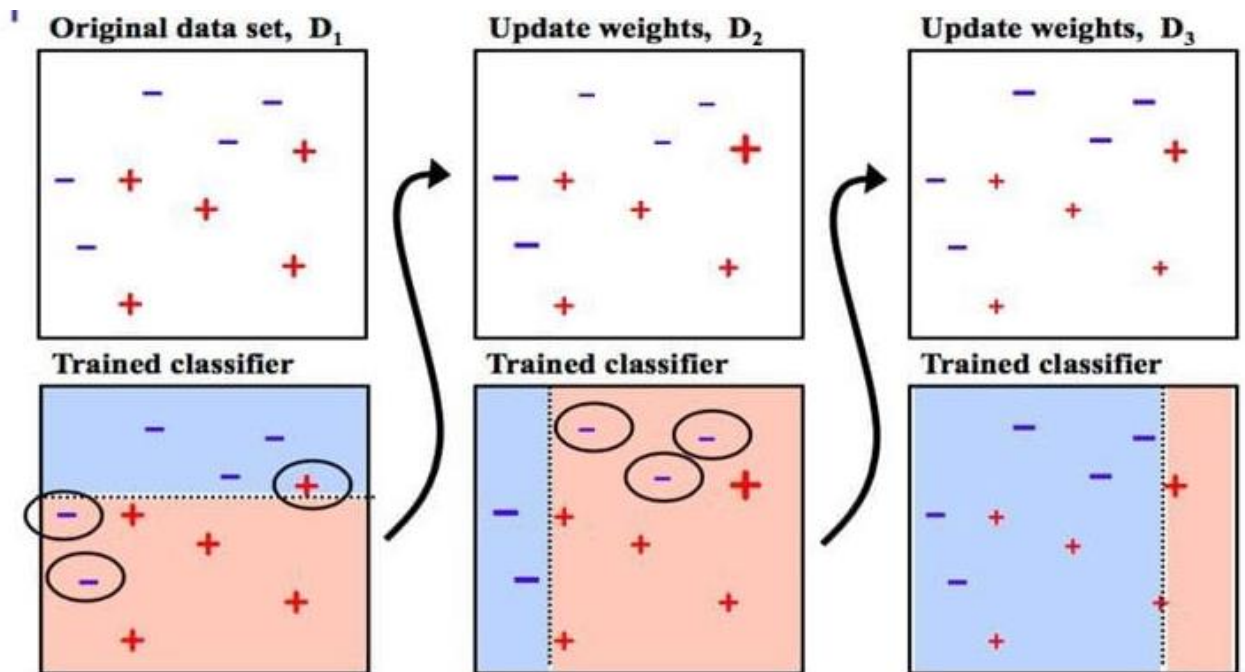 Original data set, D₁
Update weights, D₂
Update weights, D₃
Trained classifier
Trained classifier
Trained classifier